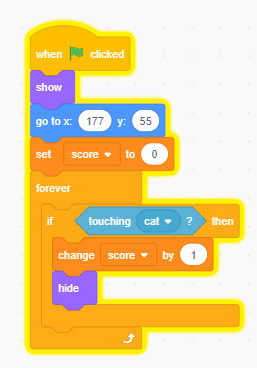 when clicked
show
go to x: 177 y: 55
set score to 0
forever
if touching cat ? then
change score by 1
hide